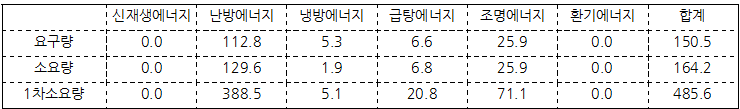 신재생에너지 난방에너지 냉방에너지 급탕에너지 조명에너지 환기에너지 합계
요구량 0.0 112.8 5.3 6.6 25.9 0.0 150.5
소요량 0.0 129.6 1.9 6.8 25.9 0.0 164.2
1차소요량 0.0 388.5 5.1 20.8 71.1 0.0 485.6